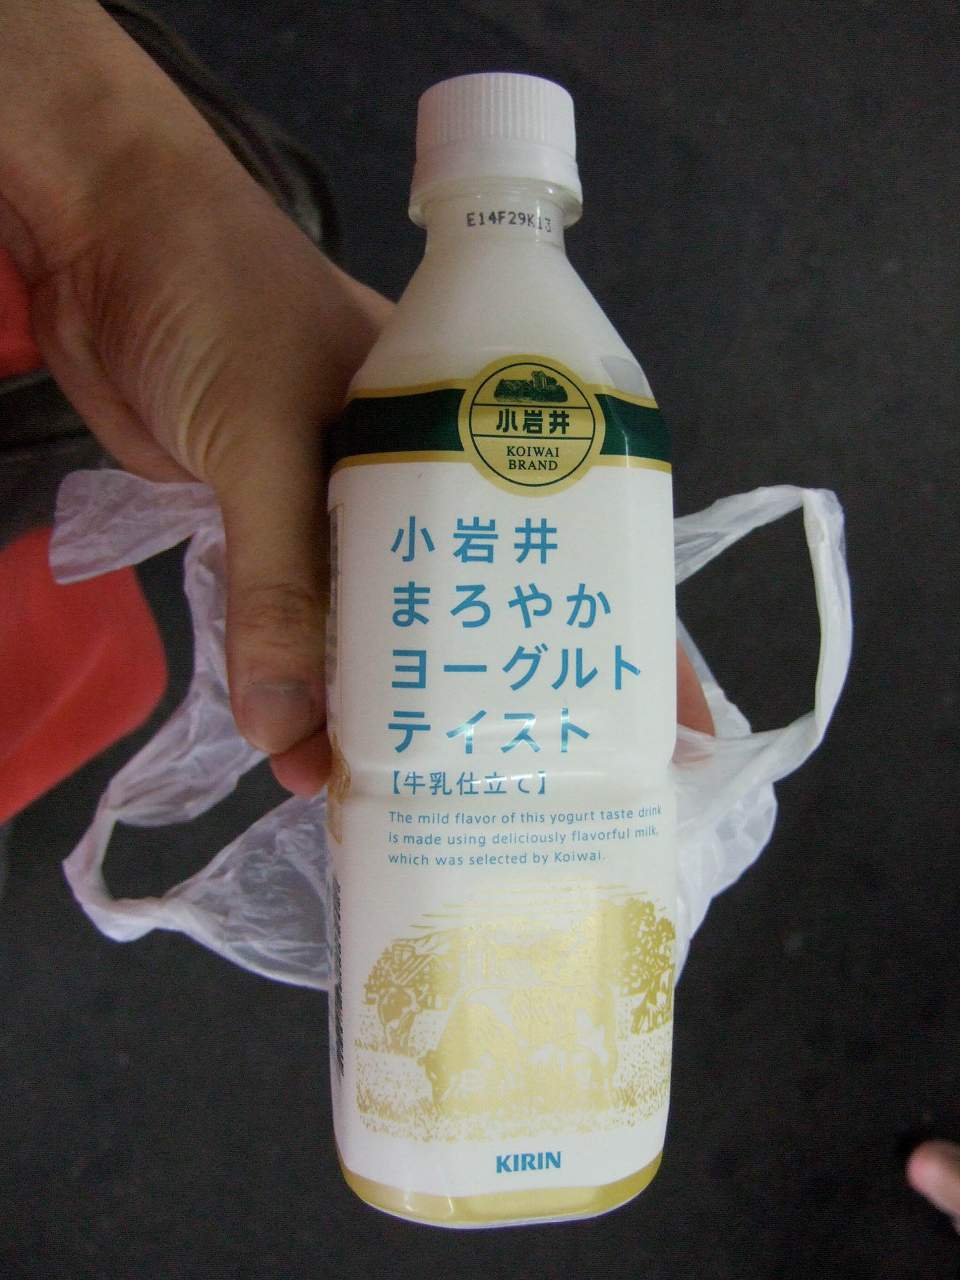 E14F29K13
小岩井
KOIWAI
BRAND
小岩井
まろやか
ヨーグルト
テイスト
【牛乳仕立て】
The mild flavor of this yogurt taste drink
is made using deliciously flavorful milk,
which was selected by Koiwai.
KIRIN